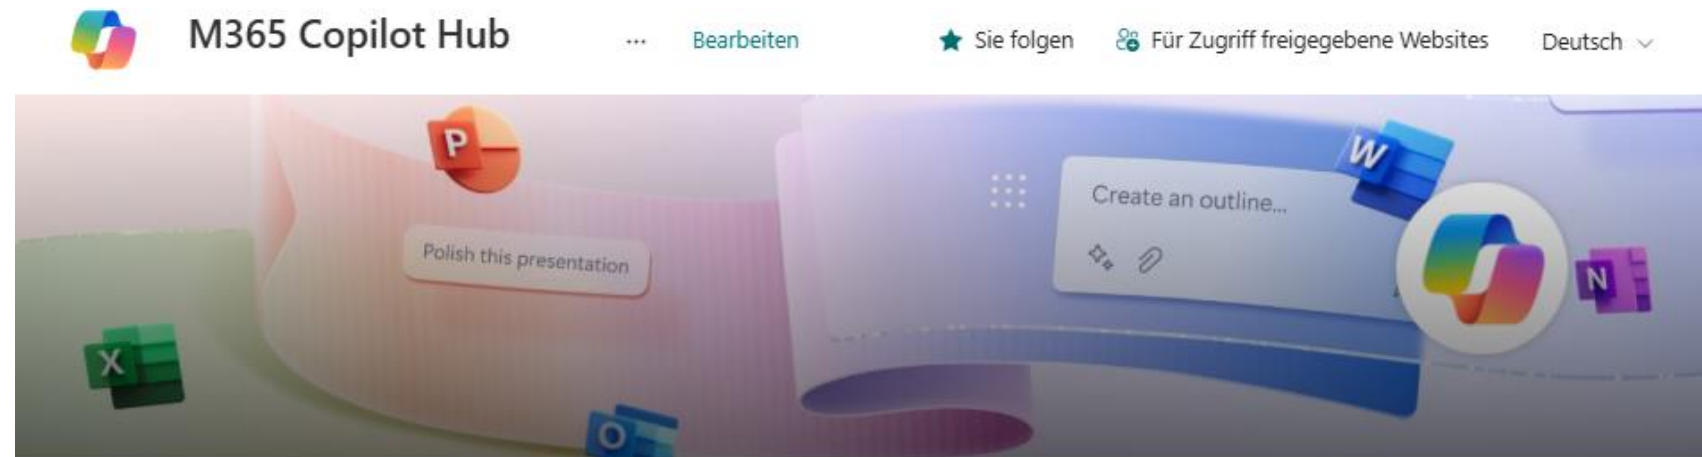 M365 Copilot Hub
... Bearbeiten
Sie folgen
Für Zugriff freigegebene Websites
Deutsch
P
W
Create an outline...
Polish this presentation
N
X
O